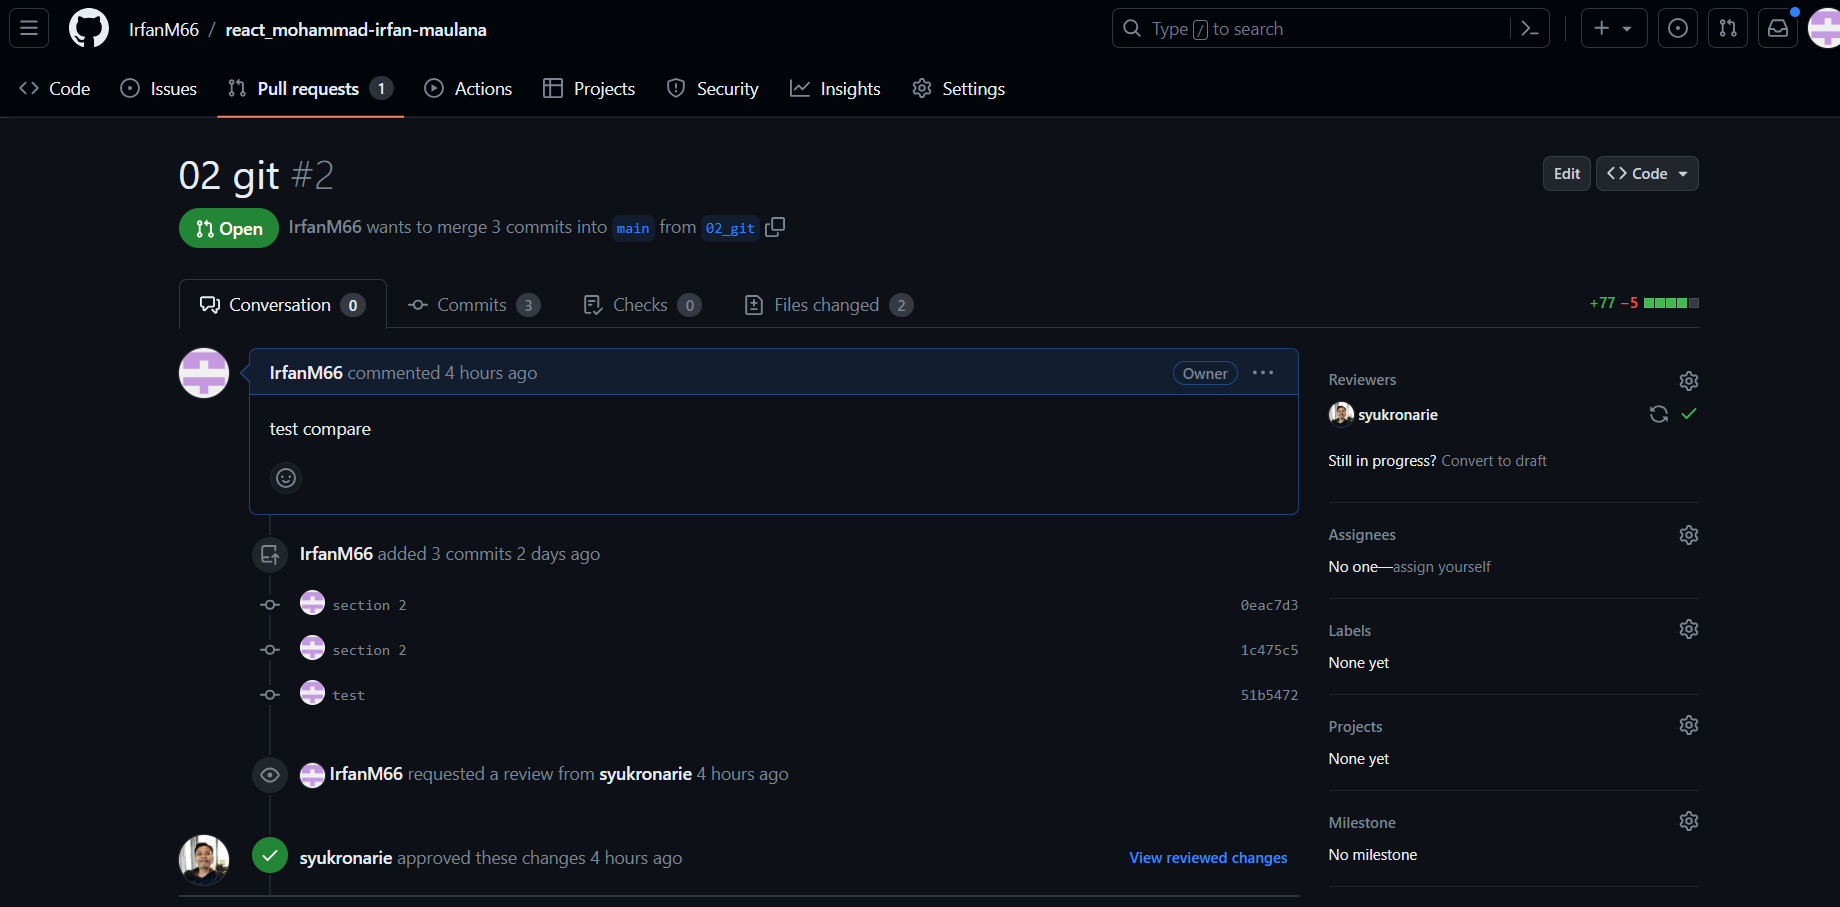 IrfanM66 / react_mohammad-irfan-maulana
Type / to search
Code
Issues
Pull requests 1
Actions
Projects
Security
Insights
Settings
02 git #2
Edit
Code
Open
IrfanM66 wants to merge 3 commits into main from 02_git
Conversation 0
Commits 3
Checks 0
Files changed 2
+77 −5
IrfanM66 commented 4 hours ago
Owner
test compare
IrfanM66 added 3 commits 2 days ago
section 2 0eac7d3
section 2 1c475c5
test 51b5472
IrfanM66 requested a review from syukronarie 4 hours ago
syukronarie approved these changes 4 hours ago
View reviewed changes
Reviewers
syukronarie
Still in progress? Convert to draft
Assignees
No one—assign yourself
Labels
None yet
Projects
None yet
Milestone
No milestone